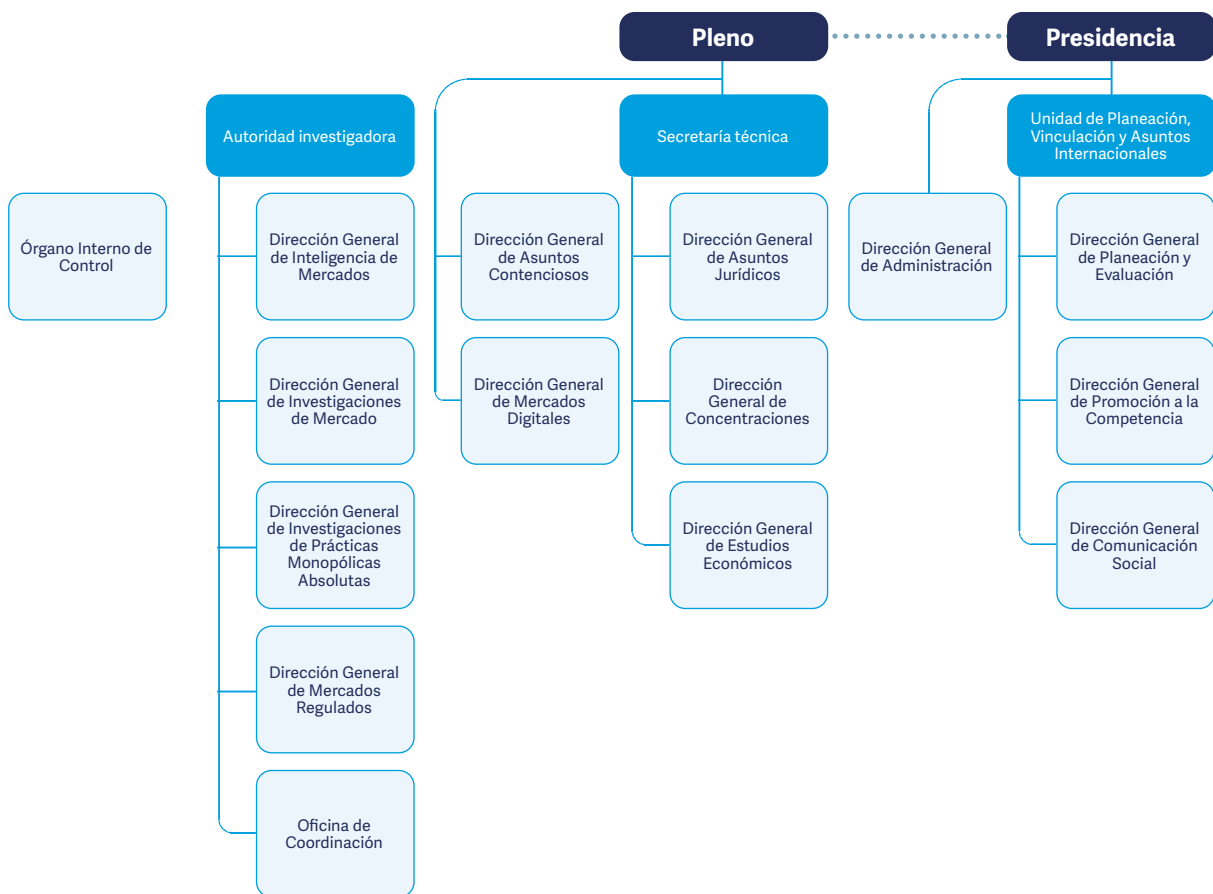 Pleno
Presidencia
Autoridad investigadora
Secretaría técnica
Unidad de Planeación,
Vinculación y Asuntos
Internacionales
Órgano Interno de
Control
Dirección General
de Inteligencia de
Mercados
Dirección General
de Asuntos
Contenciosos
Dirección General
de Asuntos
Jurídicos
Dirección General
de Administración
Dirección General
de Planeación y
Evaluación
Dirección General
de Investigaciones
de Mercado
Dirección General
de Mercados
Digitales
Dirección
General de
Concentraciones
Dirección General
de Promoción a la
Competencia
Dirección General
de Investigaciones
de Prácticas
Monopólicas
Absolutas
Dirección General
de Estudios
Económicos
Dirección General
de Comunicación
Social
Dirección General
de Mercados
Regulados
Oficina de
Coordinación